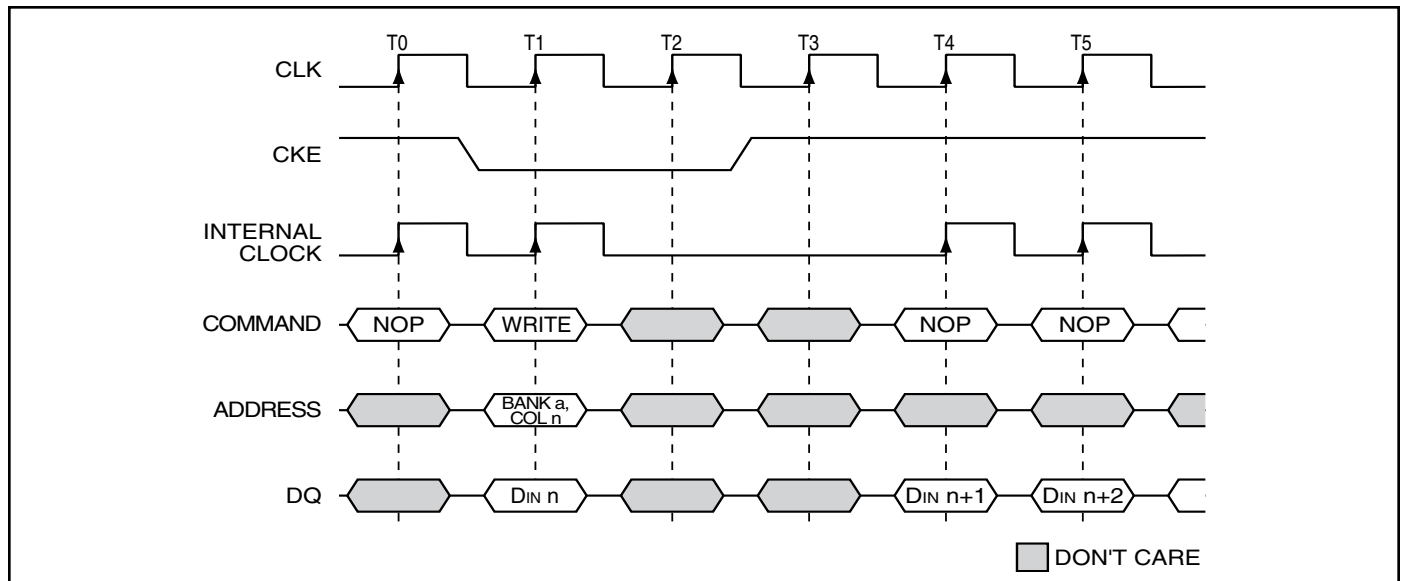 T0 T1 T2 T3 T4 T5
CLK
CKE
INTERNAL
CLOCK
COMMAND NOP WRITE NOP NOP
ADDRESS BANK a,
COL n
DQ DIN n DIN n+1 DIN n+2
DON'T CARE